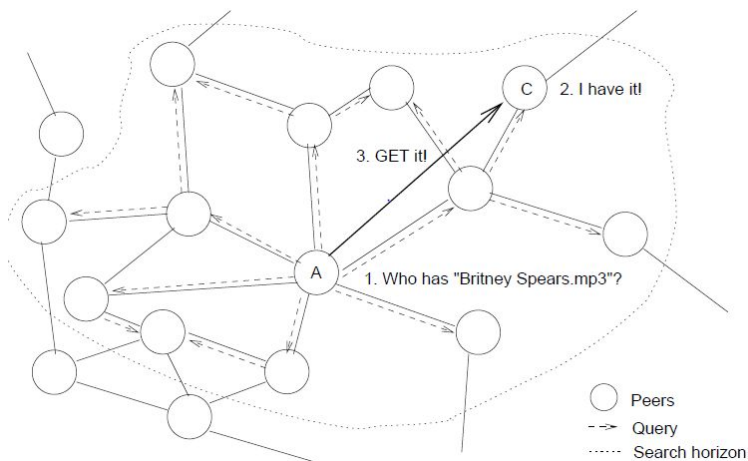 C
2. I have it!
3. GET it!
A
1. Who has "Britney Spears.mp3"?
Peers
Query
Search horizon